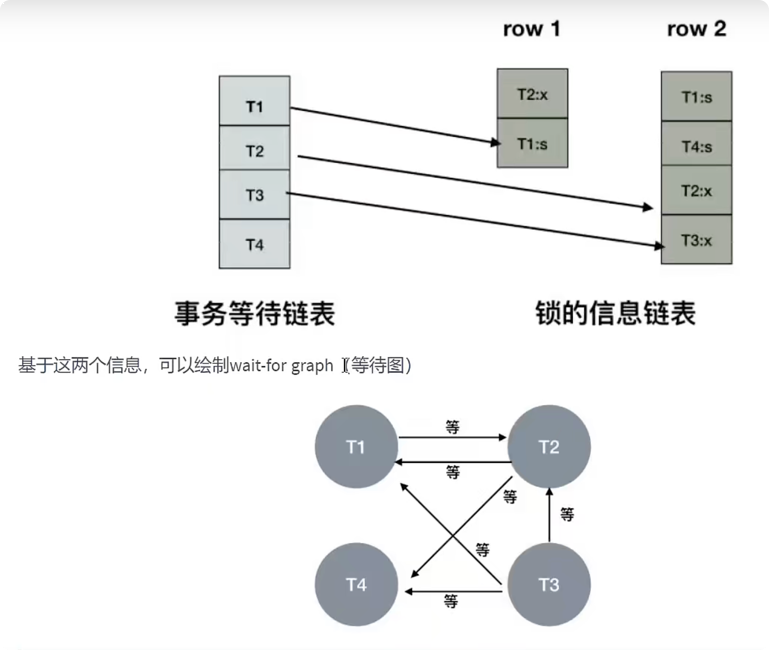 row 1 row 2
T1 T2:x T1:s
T2 T1:s T4:s
T3 T2:x
T4 T3:x
事务等待链表 锁的信息链表
基于这两个信息，可以绘制wait-for graph（等待图）
T1 等 T2
等
等
等
等
T4 等 T3